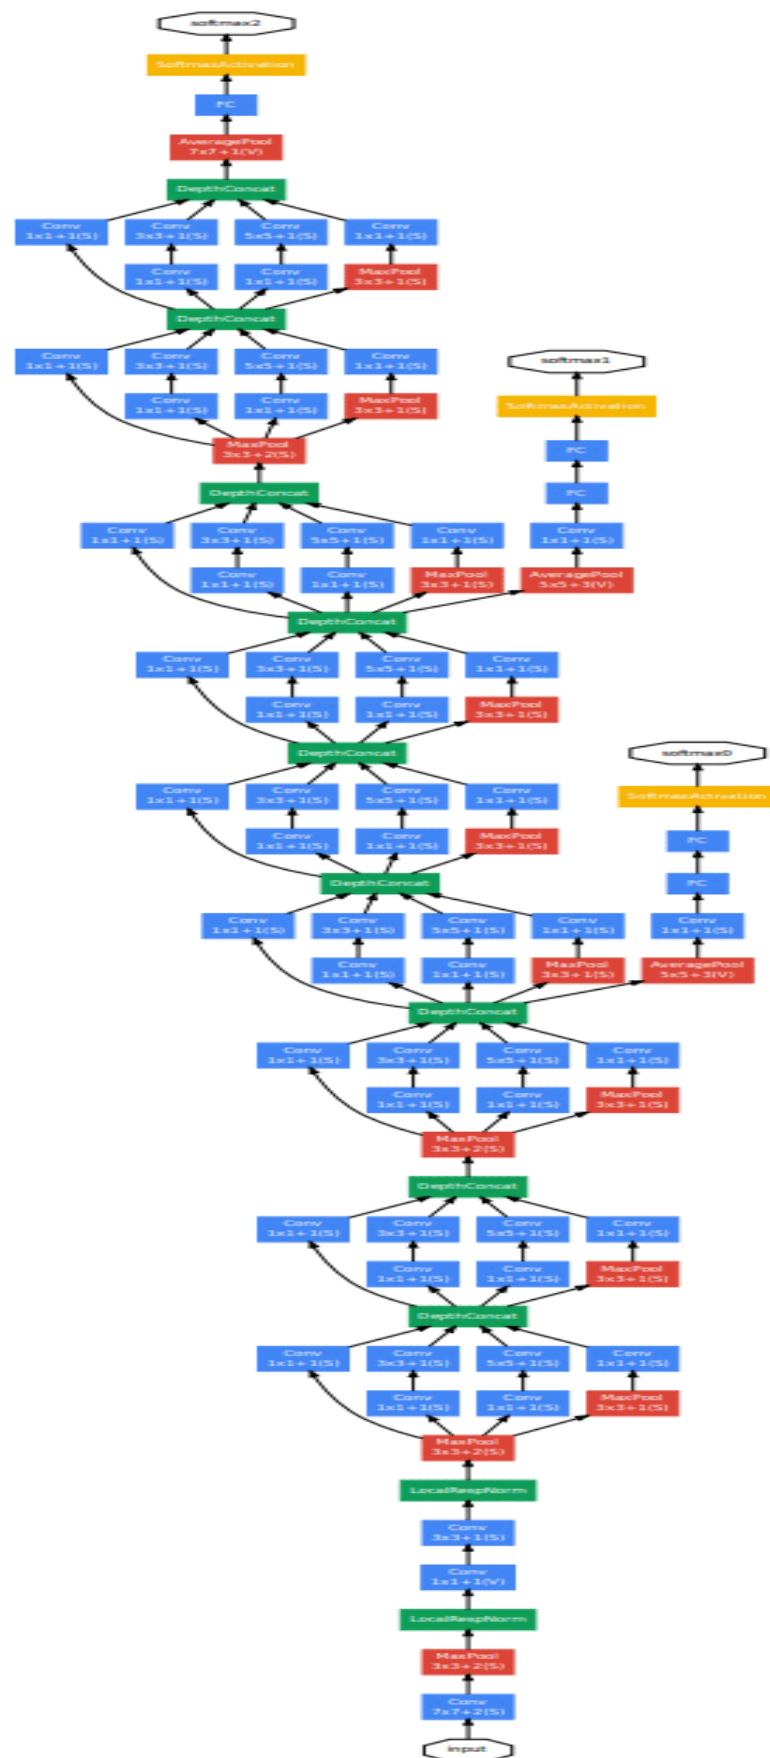 softmax2
SoftmaxActivation
FC
AveragePool
7x7+1(V)
DepthConcat
Conv
1x1+1(S)
Conv
3x3+1(S)
Conv
5x5+1(S)
Conv
1x1+1(S)
Conv
1x1+1(S)
Conv
1x1+1(S)
MaxPool
3x3+1(S)
DepthConcat
Conv
1x1+1(S)
Conv
3x3+1(S)
Conv
5x5+1(S)
Conv
1x1+1(S)
softmax1
Conv
1x1+1(S)
Conv
1x1+1(S)
MaxPool
3x3+1(S)
SoftmaxActivation
MaxPool
3x3+2(S)
FC
DepthConcat
FC
Conv
1x1+1(S)
Conv
3x3+1(S)
Conv
5x5+1(S)
Conv
1x1+1(S)
Conv
1x1+1(S)
Conv
1x1+1(S)
Conv
1x1+1(S)
MaxPool
3x3+1(S)
AveragePool
5x5+3(V)
DepthConcat
Conv
1x1+1(S)
Conv
3x3+1(S)
Conv
5x5+1(S)
Conv
1x1+1(S)
Conv
1x1+1(S)
Conv
1x1+1(S)
MaxPool
3x3+1(S)
DepthConcat
softmax0
Conv
1x1+1(S)
Conv
3x3+1(S)
Conv
5x5+1(S)
Conv
1x1+1(S)
SoftmaxActivation
Conv
1x1+1(S)
Conv
1x1+1(S)
MaxPool
3x3+1(S)
FC
DepthConcat
FC
Conv
1x1+1(S)
Conv
3x3+1(S)
Conv
5x5+1(S)
Conv
1x1+1(S)
Conv
1x1+1(S)
Conv
1x1+1(S)
Conv
1x1+1(S)
MaxPool
3x3+1(S)
AveragePool
5x5+3(V)
DepthConcat
Conv
1x1+1(S)
Conv
3x3+1(S)
Conv
5x5+1(S)
Conv
1x1+1(S)
Conv
1x1+1(S)
Conv
1x1+1(S)
MaxPool
3x3+1(S)
MaxPool
3x3+2(S)
DepthConcat
Conv
1x1+1(S)
Conv
3x3+1(S)
Conv
5x5+1(S)
Conv
1x1+1(S)
Conv
1x1+1(S)
Conv
1x1+1(S)
MaxPool
3x3+1(S)
DepthConcat
Conv
1x1+1(S)
Conv
3x3+1(S)
Conv
5x5+1(S)
Conv
1x1+1(S)
Conv
1x1+1(S)
Conv
1x1+1(S)
MaxPool
3x3+1(S)
MaxPool
3x3+2(S)
LocalRespNorm
Conv
3x3+1(S)
Conv
1x1+1(V)
LocalRespNorm
MaxPool
3x3+2(S)
Conv
7x7+2(S)
input